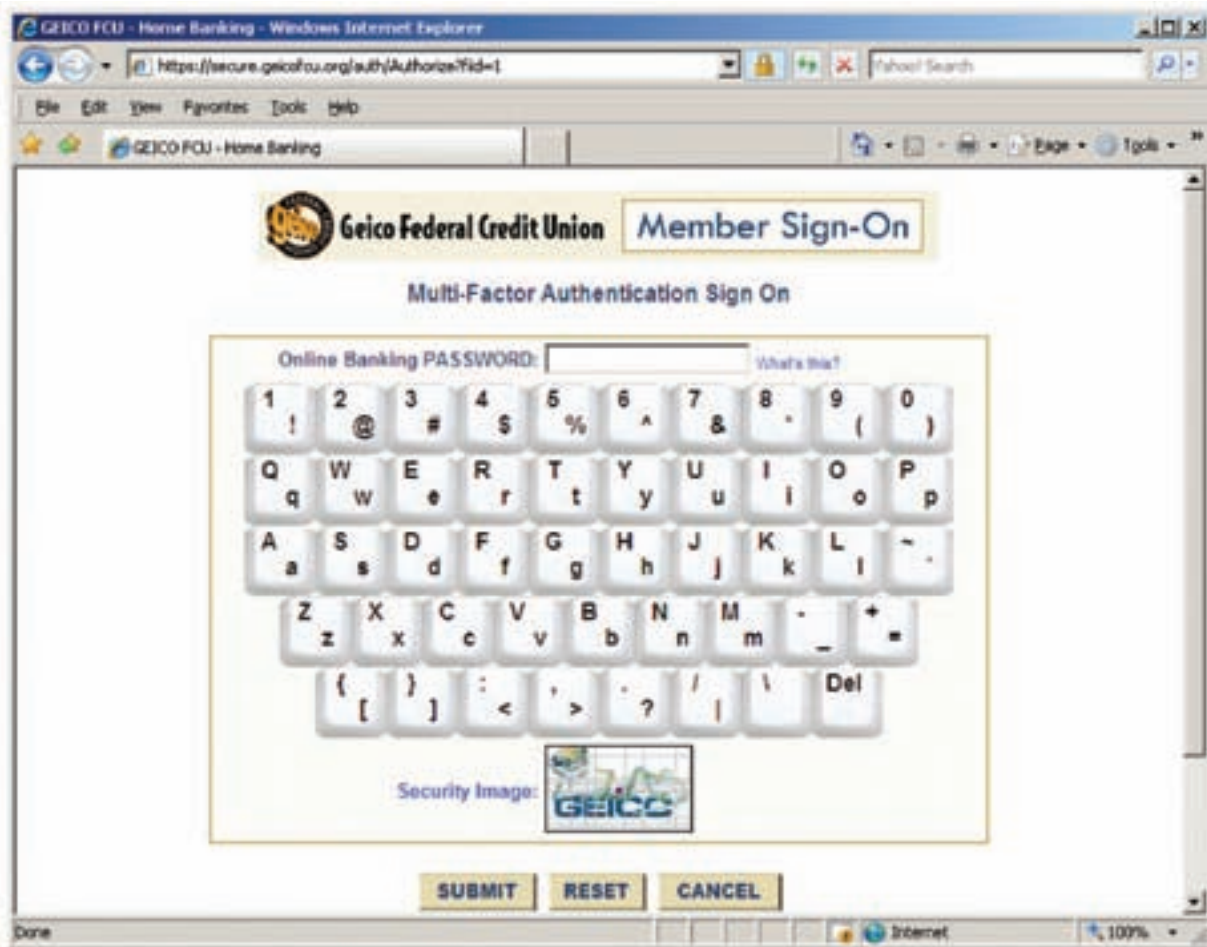 GEICO FCU - Home Banking - Windows Internet Explorer
https://secure.geicofcu.org/auth/Authorize?fiid=1
Yahoo! Search
File Edit View Favorites Tools Help
GEICO FCU - Home Banking
Page Tools
Geico Federal Credit Union Member Sign-On
Multi-Factor Authentication Sign On
Online Banking PASSWORD: What's this?
1 2 3 4 5 6 7 8 9 0
! @ # $ % ^ & * ( )
Q W E R T Y U I O P
q w e r t y u i o p
A S D F G H J K L ~
a s d f g h j k l `
Z X C V B N M - +
z x c v b n m _ =
{ } : , . / \ Del
[ ] < > ? |
Security Image: GEICO
SUBMIT RESET CANCEL
Done Internet 100%